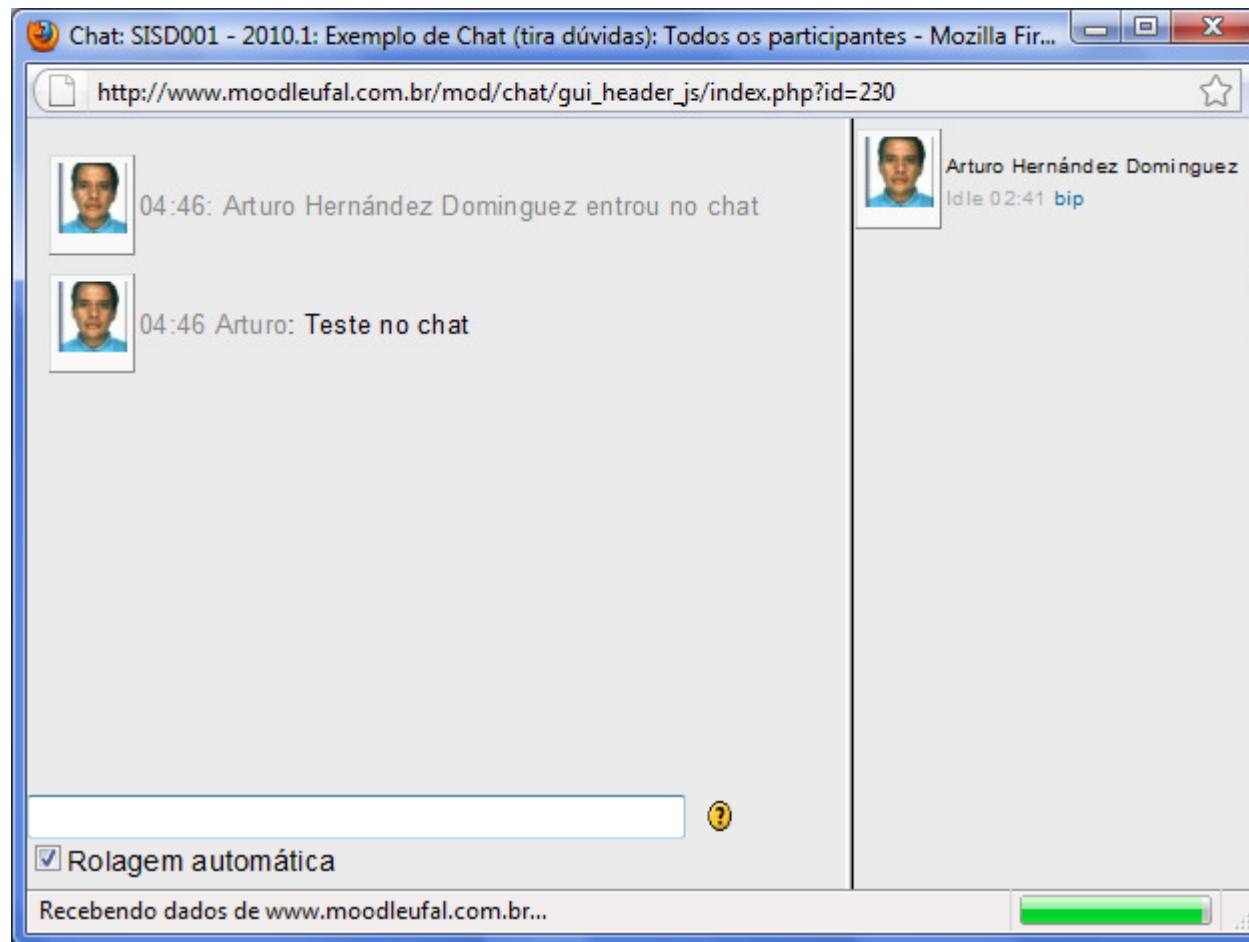 Chat: SISD001 - 2010.1: Exemplo de Chat (tira dúvidas): Todos os participantes - Mozilla Fir...
http://www.moodleufal.com.br/mod/chat/gui_header_js/index.php?id=230
04:46: Arturo Hernández Dominguez entrou no chat
04:46 Arturo: Teste no chat
Arturo Hernández Dominguez
Idle 02:41 bip
Rolagem automática
Recebendo dados de www.moodleufal.com.br...